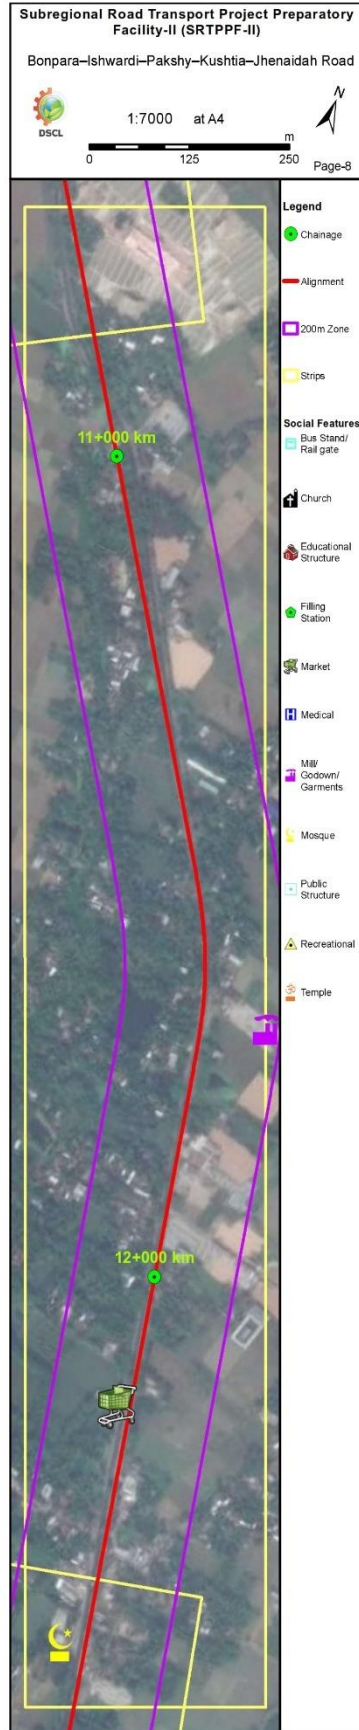 Subregional Road Transport Project Preparatory
Facility-II (SRTPPF-II)
Bonpara–Ishwardi–Pakshy–Kushtia–Jhenaidah Road
N
DSCL
1:7000 at A4
m
0 125 250
Page-8
Legend
Chainage
Alignment
200m Zone
Strips
Social Features
Bus Stand/
Rail gate
Church
Educational
Structure
Filling
Station
Market
Medical
Mill/
Godown/
Garments
Mosque
Public
Structure
Recreational
Temple
11+000 km
12+000 km